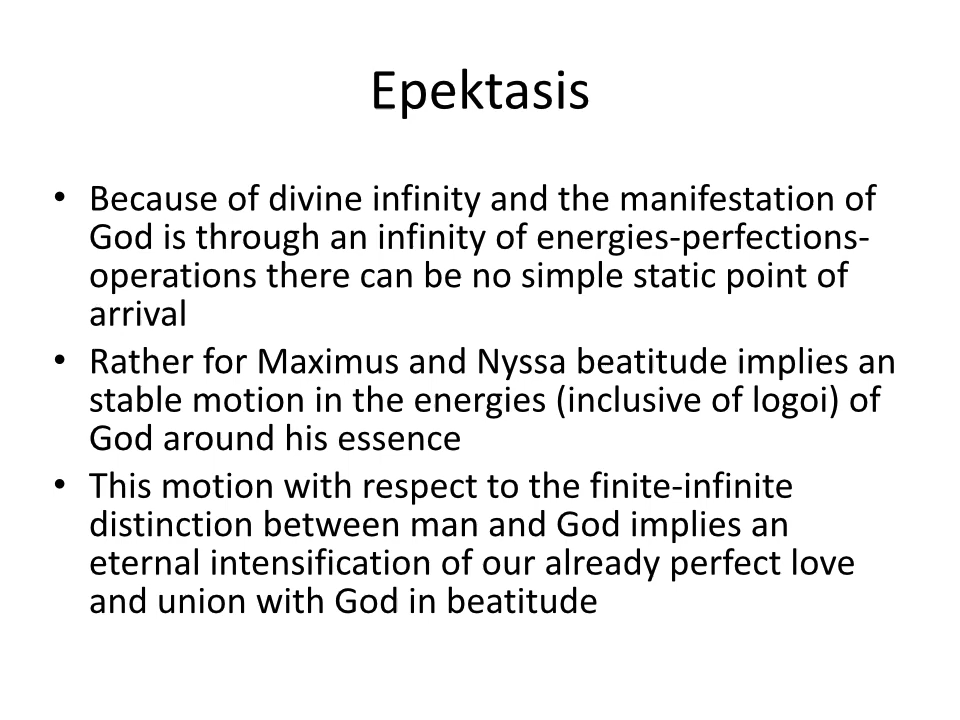 Epektasis
• Because of divine infinity and the manifestation of
God is through an infinity of energies-perfections-
operations there can be no simple static point of
arrival
• Rather for Maximus and Nyssa beatitude implies an
stable motion in the energies (inclusive of logoi) of
God around his essence
• This motion with respect to the finite-infinite
distinction between man and God implies an
eternal intensification of our already perfect love
and union with God in beatitude